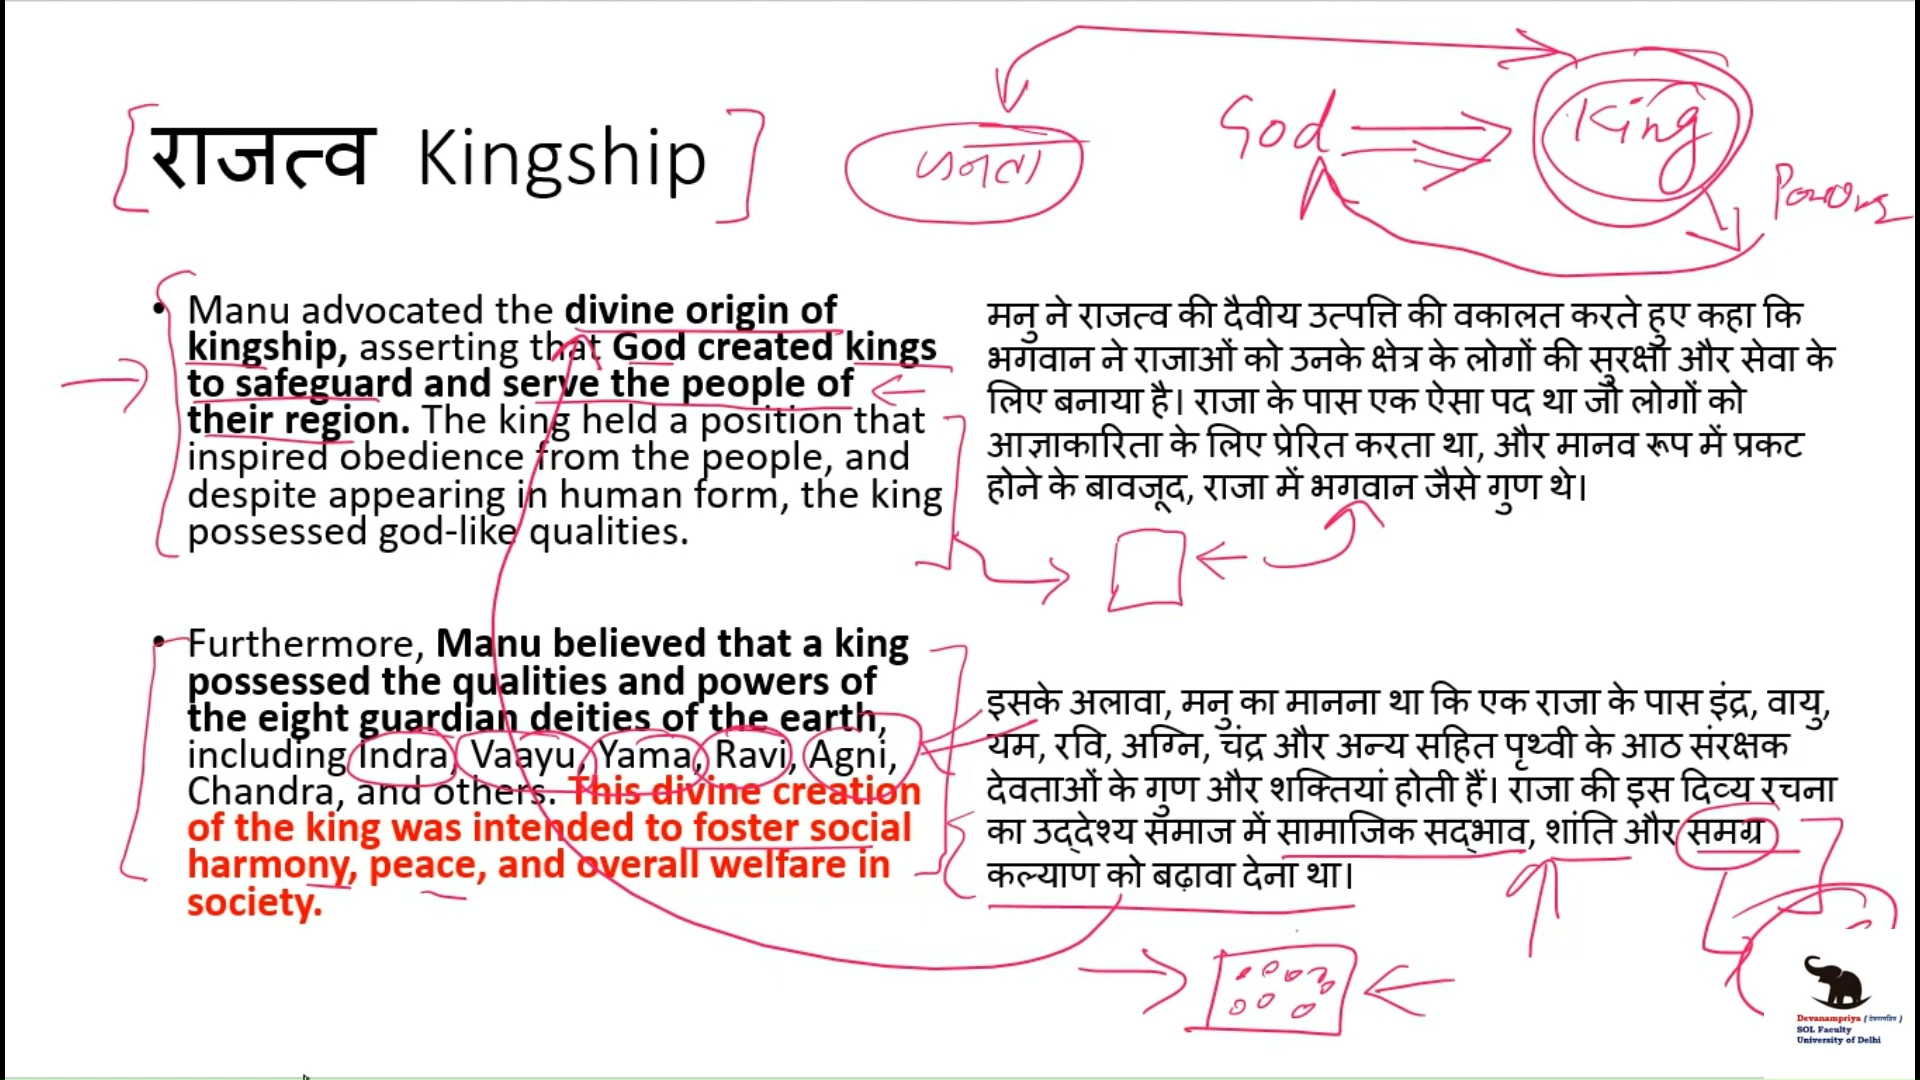 राजत्व Kingship
जनता
God
King
Powers
• Manu advocated the divine origin of
kingship, asserting that God created kings
to safeguard and serve the people of
their region. The king held a position that
inspired obedience from the people, and
despite appearing in human form, the king
possessed god-like qualities.
• Furthermore, Manu believed that a king
possessed the qualities and powers of
the eight guardian deities of the earth,
including Indra, Vaayu, Yama, Ravi, Agni,
Chandra, and others. This divine creation
of the king was intended to foster social
harmony, peace, and overall welfare in
society.
मनु ने राजत्व की दैवीय उत्पत्ति की वकालत करते हुए कहा कि
भगवान ने राजाओं को उनके क्षेत्र के लोगों की सुरक्षा और सेवा के
लिए बनाया है। राजा के पास एक ऐसा पद था जो लोगों को
आज्ञाकारिता के लिए प्रेरित करता था, और मानव रूप में प्रकट
होने के बावजूद, राजा में भगवान जैसे गुण थे।
इसके अलावा, मनु का मानना था कि एक राजा के पास इंद्र, वायु,
यम, रवि, अग्नि, चंद्र और अन्य सहित पृथ्वी के आठ संरक्षक
देवताओं के गुण और शक्तियां होती हैं। राजा की इस दिव्य रचना
का उद्देश्य समाज में सामाजिक सद्भाव, शांति और समग्र
कल्याण को बढ़ावा देना था।
Devanampriya ( देवानामप्रिय )
SOL Faculty
University of Delhi